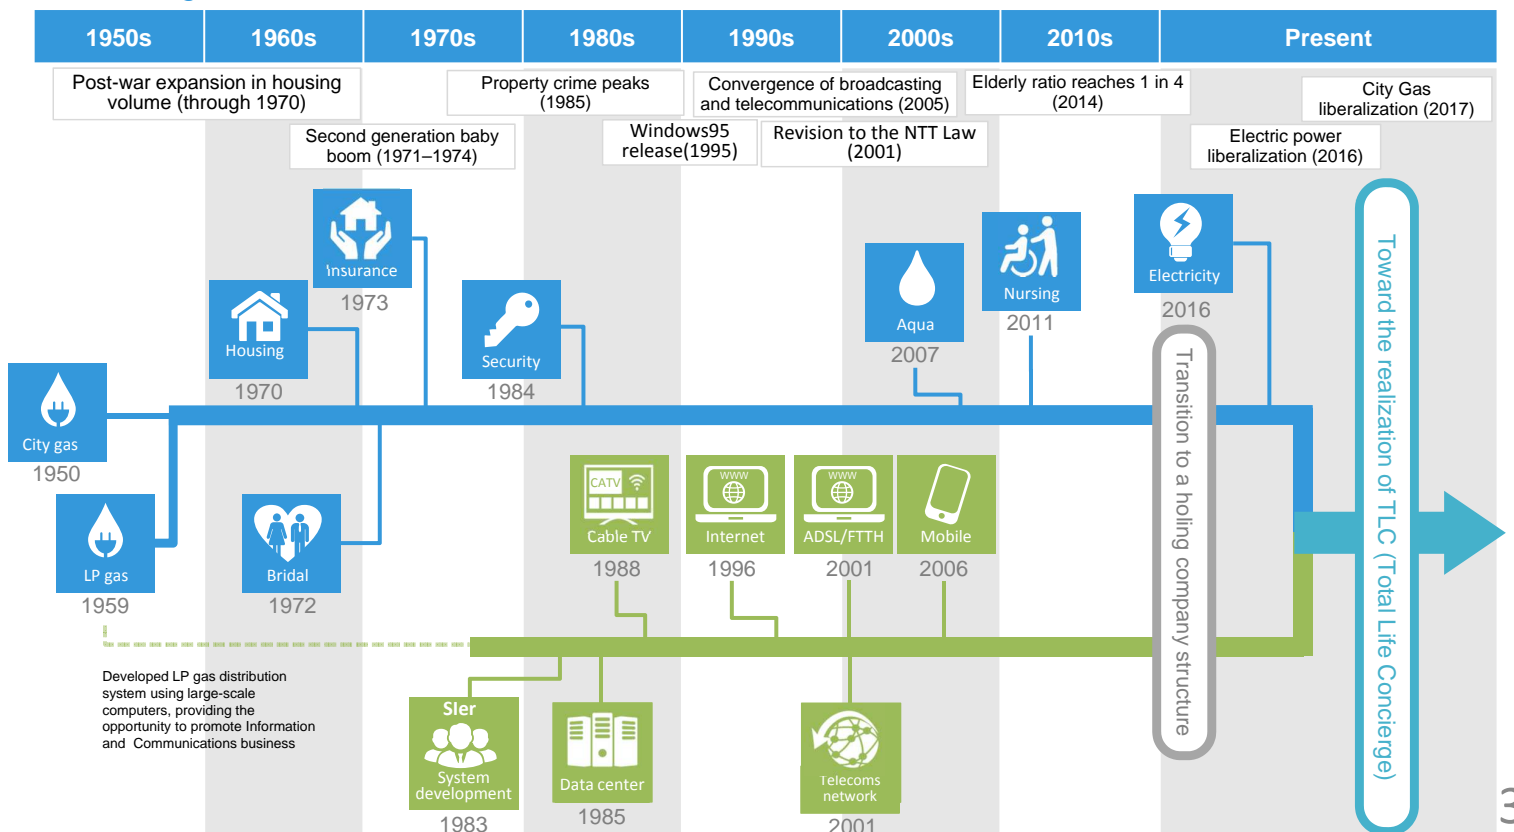 1950s
1960s
1970s
1980s
1990s
2000s
2010s
Present
Post-war expansion in housing
volume (through 1970)
Property crime peaks
(1985)
Convergence of broadcasting
and telecommunications (2005)
Elderly ratio reaches 1 in 4
(2014)
City Gas
liberalization (2017)
Second generation baby
boom (1971–1974)
Windows95
release(1995)
Revision to the NTT Law
(2001)
Electric power
liberalization (2016)
Insurance
1973
Housing
1970
Security
1984
Aqua
2007
Nursing
2011
Electricity
2016
City gas
1950
LP gas
1959
Bridal
1972
CATV
Cable TV
1988
WWW
Internet
1996
WWW
ADSL/FTTH
2001
Mobile
2006
Transition to a holing company structure
Toward the realization of TLC (Total Life Concierge)
Developed LP gas distribution
system using large-scale
computers, providing the
opportunity to promote Information
and Communications business
SIer
System
development
1983
Data center
1985
Telecoms
network
2001
3